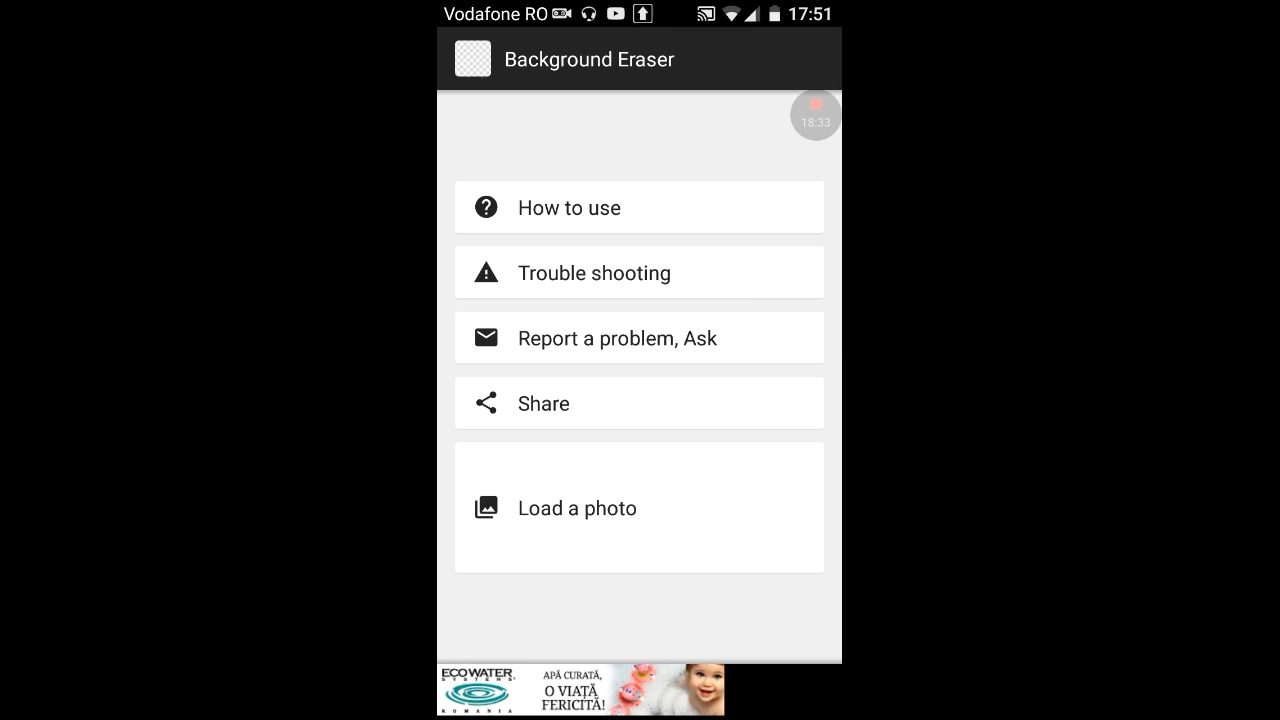 Vodafone RO 17:51
Background Eraser
18:33
How to use
Trouble shooting
Report a problem, Ask
Share
Load a photo
ECOWATER
SYSTEMS
ROMANIA
APĂ CURATĂ,
O VIAȚĂ
FERICITĂ!